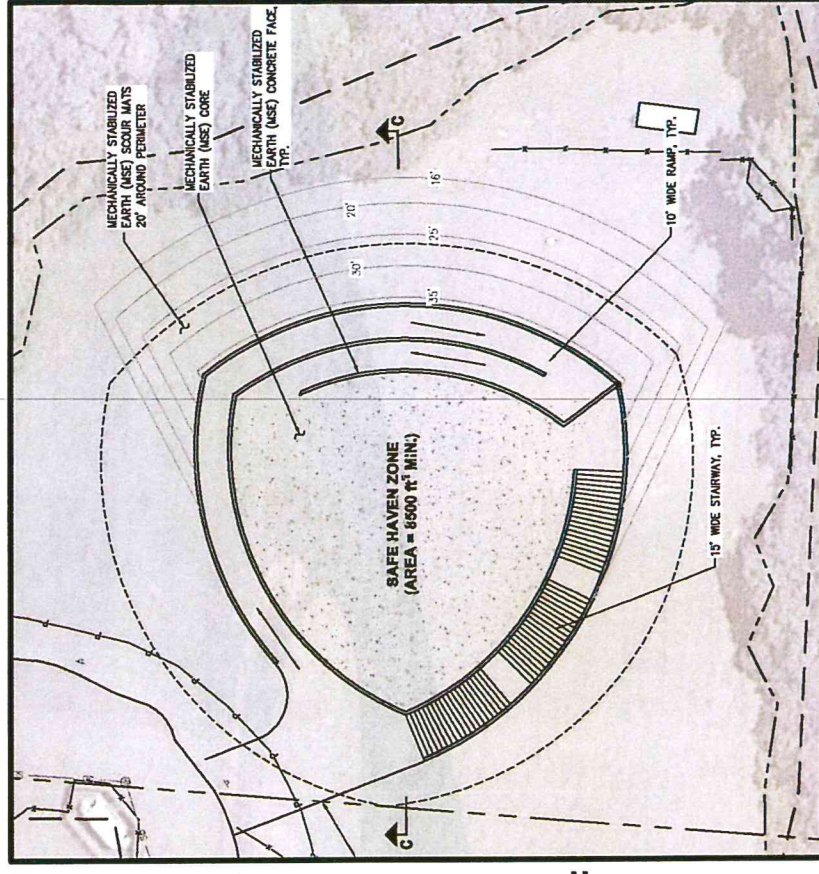 MECHANICALLY STABILIZED
EARTH (MSE) SCOUR MATS
20' AROUND PERIMETER
MECHANICALLY STABILIZED
EARTH (MSE) CORE
MECHANICALLY STABILIZED
EARTH (MSE) CONCRETE FACE,
TYP.
C
16'
20'
25'
30'
35'
10' WIDE RAMP, TYP.
SAFE HAVEN ZONE
(AREA = 8500 ft² MIN.)
15' WIDE STAIRWAY, TYP.
C